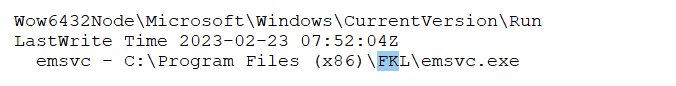 Wow6432Node\Microsoft\Windows\CurrentVersion\Run
LastWrite Time 2023-02-23 07:52:04Z
emsvc - C:\Program Files (x86)\FKL\emsvc.exe